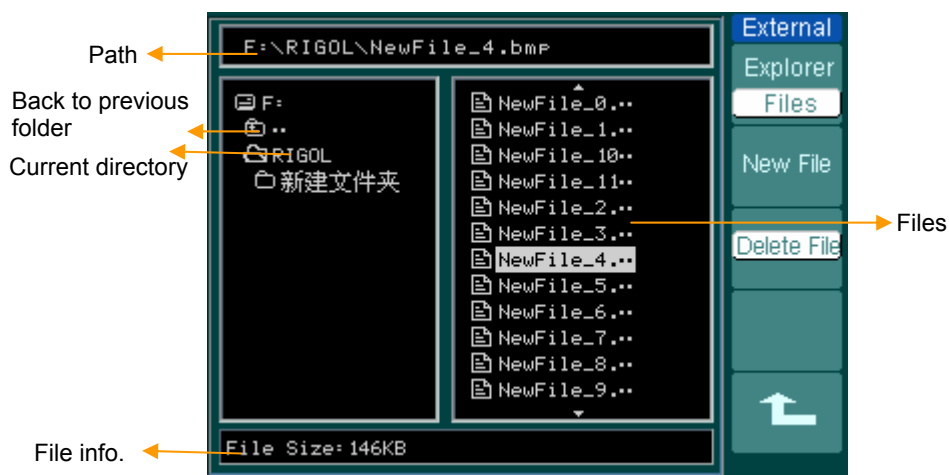 Path
Back to previous
folder
Current directory
File info.
F:\RIGOL\NewFile_4.bmp
F:
..
RIGOL
新建文件夹
NewFile_0.··
NewFile_1.··
NewFile_10··
NewFile_11··
NewFile_2.··
NewFile_3.··
NewFile_4.··
NewFile_5.··
NewFile_6.··
NewFile_7.··
NewFile_8.··
NewFile_9.··
File Size:146KB
External
Explorer
Files
New File
Delete File
Files